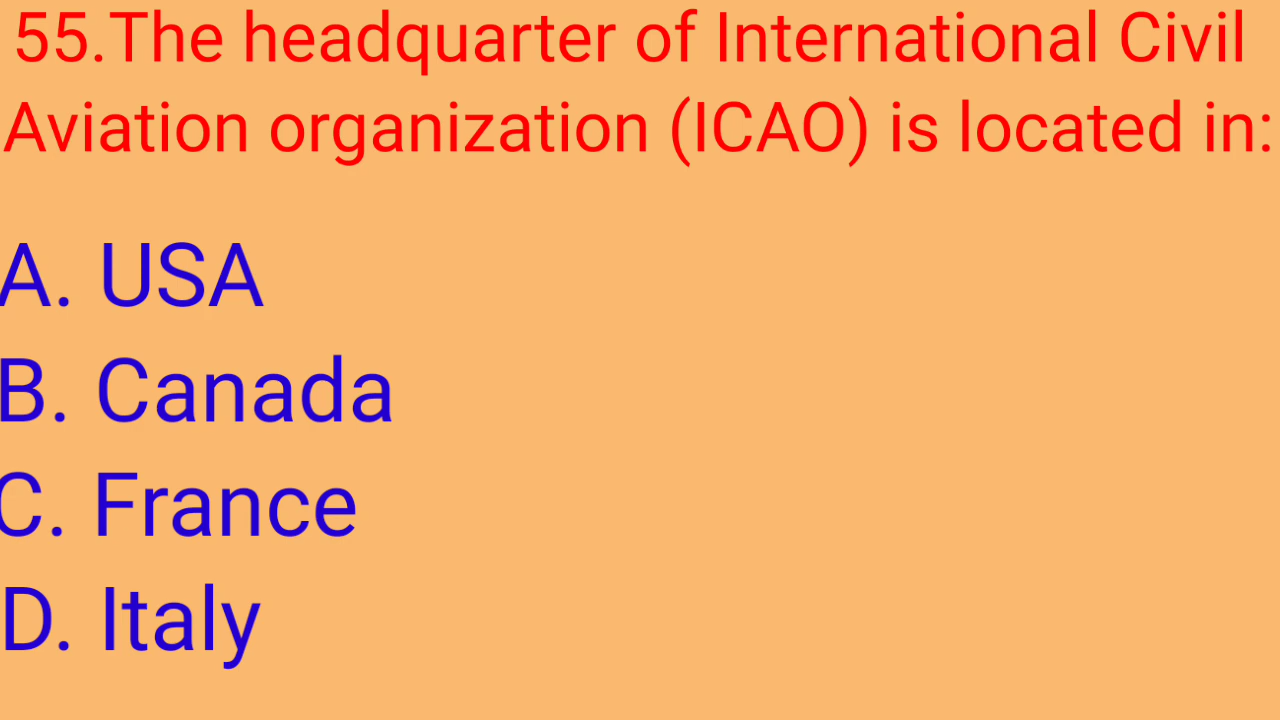 55.The headquarter of International Civil
Aviation organization (ICAO) is located in:
A. USA
B. Canada
C. France
D. Italy